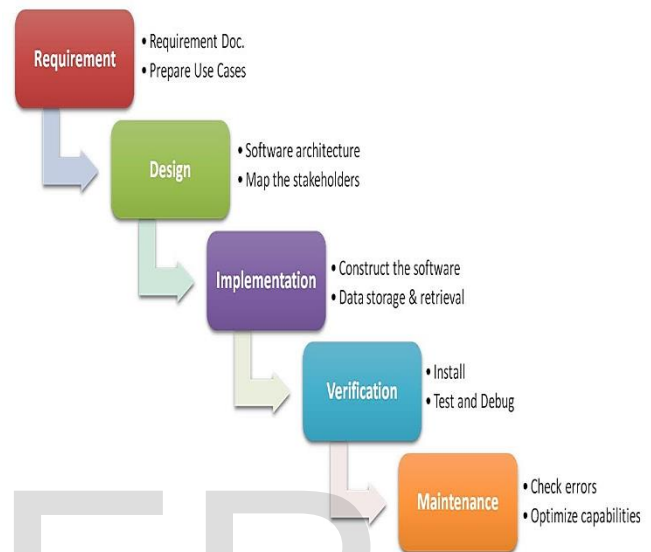 Requirement
• Requirement Doc.
• Prepare Use Cases
Design
• Software architecture
• Map the stakeholders
Implementation
• Construct the software
• Data storage & retrieval
Verification
• Install
• Test and Debug
Maintenance
• Check errors
• Optimize capabilities